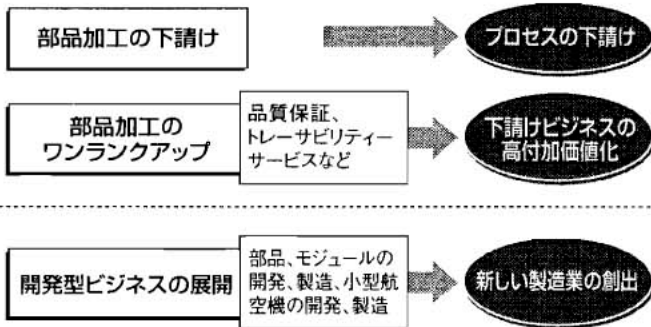 部品加工の下請け
プロセスの下請け
部品加工の
ワンランクアップ
品質保証、
トレーサビリティー
サービスなど
下請けビジネスの
高付加価値化
開発型ビジネスの展開
部品、モジュールの
開発、製造、小型航
空機の開発、製造
新しい製造業の創出